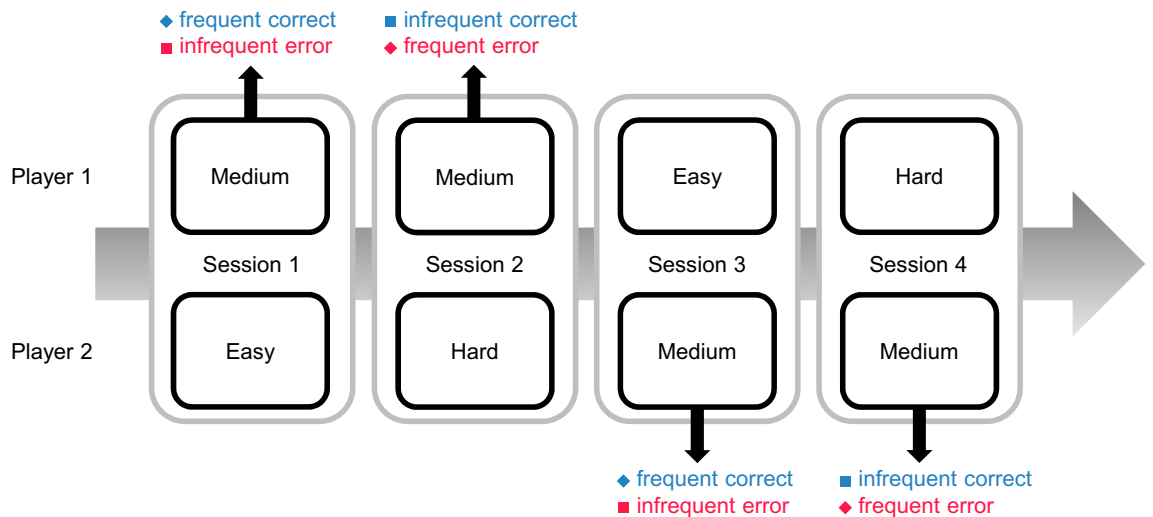 frequent correct
infrequent error
infrequent correct
frequent error
Player 1
Medium
Medium
Easy
Hard
Session 1
Session 2
Session 3
Session 4
Player 2
Easy
Hard
Medium
Medium
frequent correct
infrequent error
infrequent correct
frequent error